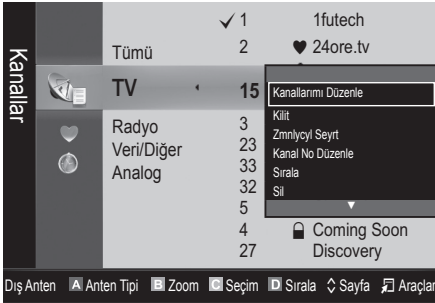 Kanallar
✓ 1 1futech
Tümü 2 ♥ 24ore.tv
TV 15
Kanallarımı Düzenle
Kilit
Zmnlycyl Seyrt
Kanal No Düzenle
Sırala
Sil
Radyo 3
Veri/Diğer 23
Analog 33
32
5
4 Coming Soon
27 Discovery
Dış Anten A Anten Tipi B Zoom C Seçim D Sırala Sayfa Araçlar